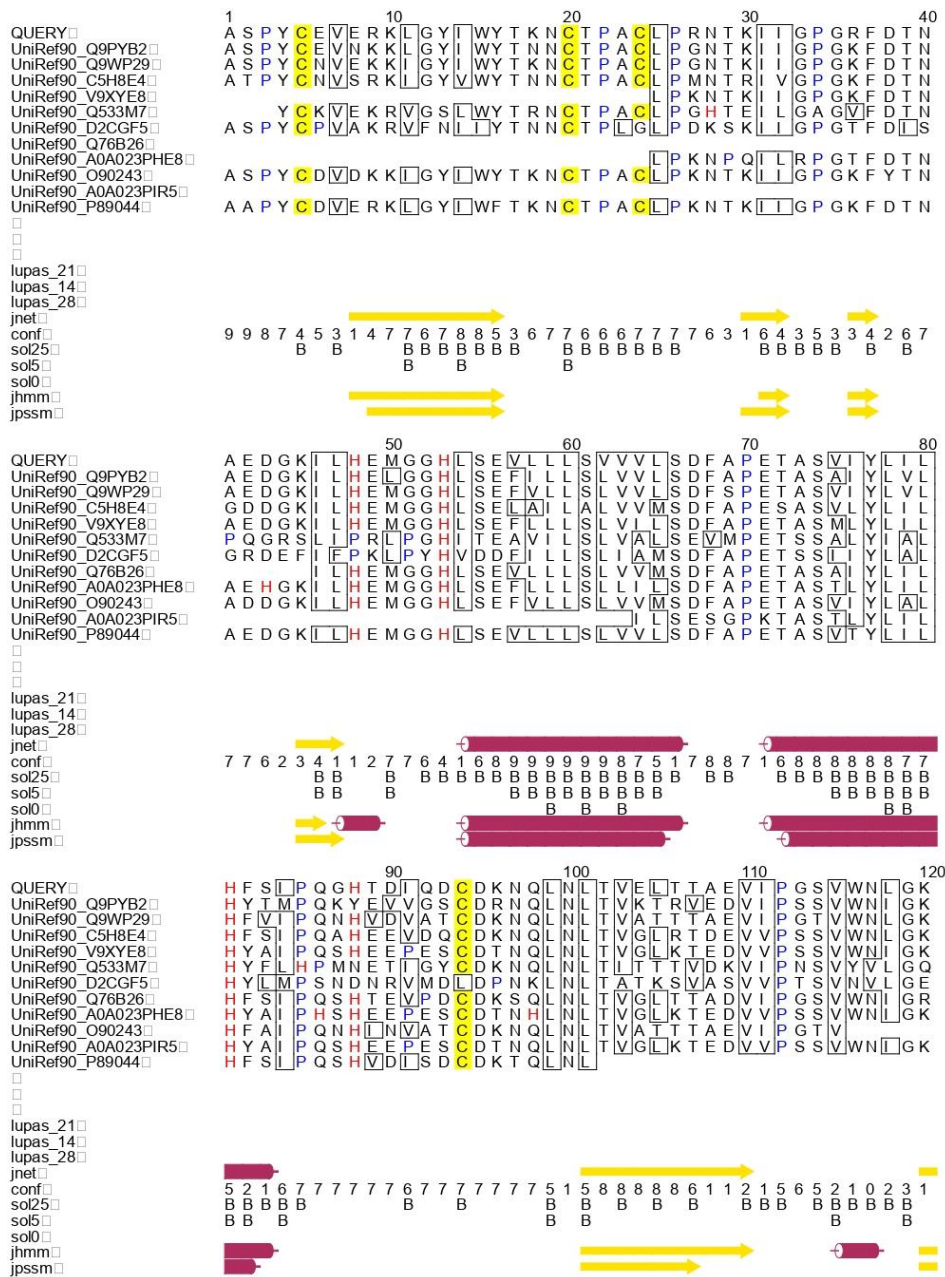 1 10 20 30 40
QUERY A S P Y C E V E R K L G Y I W Y T K N C T P A C L P R N T K I I G P G R F D T N
UniRef90_Q9PYB2 A S P Y C E V N K K L G Y I W Y T K N C T P A C L P G N T K I I G P G K F D T N
UniRef90_Q9WP29 A S P Y C N V E K K I G Y I W Y T K N C T P A C L P K N T K I I G P G K F D T N
UniRef90_C5H8E4 A T P Y C N V S R K I G Y V W Y T N N C T P A C L P M N T R I V G P G K F D T N
UniRef90_V9XYE8 L P K N T K I I G P G K F D T N
UniRef90_Q533M7 Y C K V E K R V G S L W Y T R N C T P A C L P G H T E I L G A G V F D T N
UniRef90_D2CGF5 A S P Y C P V A K R V F N I I Y T N N C T P L G L P D K S K I I G P T F D I S
UniRef90_Q76B26
UniRef90_A0A023PHE8 L P K N P Q I L R P G T F D T N
UniRef90_O90243 A S P Y C D V D K K I G Y I W Y T K N C T P A C L P K N T K I I G P G K F Y T N
UniRef90_A0A023PIR5
UniRef90_P89044 A A P Y C D V E R K L G Y I W F T K N C T P A C L P K N T K I I G P G K F D T N
lupas_21
lupas_14
lupas_28
jnet
conf 9 9 8 7 4 5 3 1 4 7 7 6 7 8 8 5 3 6 7 7 6 6 6 7 7 7 7 6 3 1 6 4 3 5 3 3 4 2 6 7
sol25 B B B B B B B B B B B B B B B B B B B B B B
sol5 B B B
sol0
jhmm
jpssm
50 60 70 80
QUERY A E D G K I L H E M G G H L S E V L L L S V V V L S D F A P E T A S V I Y L I L
UniRef90_Q9PYB2 A E D G K I L H E L G G H L S E F I L L S L V V L S D F A P E T A S A I Y L V L
UniRef90_Q9WP29 A E D G K I L H E M G G H L S E F V L L S L V V L S D F S P E T A S V I Y L V L
UniRef90_C5H8E4 G D D G K I L H E M G G H L S E L A I L A L V V M S D F A P E S A S V L Y L I L
UniRef90_V9XYE8 A E D G K I L H E M G G H L S E F L L L S L V I L S D F A P E T A S M L Y L I L
UniRef90_Q533M7 P Q G R S L I P R L P G H I T E A V I L S L V A L S E V M P E T S S A L Y I A L
UniRef90_D2CGF5 G R D E F I F P K L P Y H V D D F I L L S L I A M S D F A P E T S S I I Y L A L
UniRef90_Q76B26 I L H E M G G H L S E V L L L S L V V M S D F A P E T A S A I Y L I L
UniRef90_A0A023PHE8 A E H G K I L H E M G G H L S E F L L L S L L I L S D F A P E T A S T L Y L I L
UniRef90_O90243 A D D G K I L H E M G G H L S E F V L L S L V V M S D F A P E T A S V I Y L A L
UniRef90_A0A023PIR5 I L S E S G P K T A S T L Y L I L
UniRef90_P89044 A E D G K I L H E M G G H L S E V L L L S L V V L S D F A P E T A S V T Y L I L
lupas_21
lupas_14
lupas_28
jnet
conf 7 7 6 2 3 4 1 1 2 7 7 6 4 1 6 8 9 9 9 9 9 9 8 7 5 1 7 8 8 7 1 6 8 8 8 8 8 8 7 7
sol25 B B B B B B B B B B B B B B B B B B B B B B B B B B B
sol5 B B B B B B B B B B B B B B B B B
sol0 B B B B B
jhmm
jpssm
90 100 110 120
QUERY H F S I P Q G H T D I Q D C D K N Q L N L T V E L T T A E V I P G S V W N L G K
UniRef90_Q9PYB2 H Y T M P Q K Y E V V G S C D R N Q L N L T V K T R V E D V I P S S V W N I G K
UniRef90_Q9WP29 H F V I P Q N H V D V A T C D K N Q L N L T V A T T T A E V I P G T V W N L G K
UniRef90_C5H8E4 H F S I P Q A H E E V D Q C D K N Q L N L T V G L R T D E V V P S S V W N L G K
UniRef90_V9XYE8 H Y A I P Q S H E E P E S C D T N Q L N L T V G L K T E D V V P S S V W N I G K
UniRef90_Q533M7 H Y F L H P M N E T I G Y C D K N Q L N L T I T T T V D K V I P N S V Y V L G Q
UniRef90_D2CGF5 H Y L M P S N D N R V M D L D P N K L N L T A T K S V A S V V P T N V N L G E
UniRef90_Q76B26 H F S I P Q S H T E V P D C D K S Q L N L T V G L T T A D V I P G S V W N I G R
UniRef90_A0A023PHE8 H Y A I P H S H E E P E S C D T N H L N L T V G L K T E D V V P S S V W N I G K
UniRef90_O90243 H F A I P Q N H I N V A T C D K N Q L N L T V A T T T A E V I P G T V
UniRef90_A0A023PIR5 H Y A I P Q S H E E P E S C D T N Q L N L T V G L K T E D V V P S S V W N I G K
UniRef90_P89044 H F S I P Q S H V D I S D C D K T Q L N L
lupas_21
lupas_14
lupas_28
jnet
conf 5 2 1 6 7 7 7 7 7 7 6 7 7 7 7 7 7 7 5 1 5 8 8 8 8 8 6 1 1 2 1 5 6 5 2 1 0 2 3 1
sol25 B B B B B B B B B B B B B B B B B
sol5 B B B B B B B
sol0
jhmm
jpssm